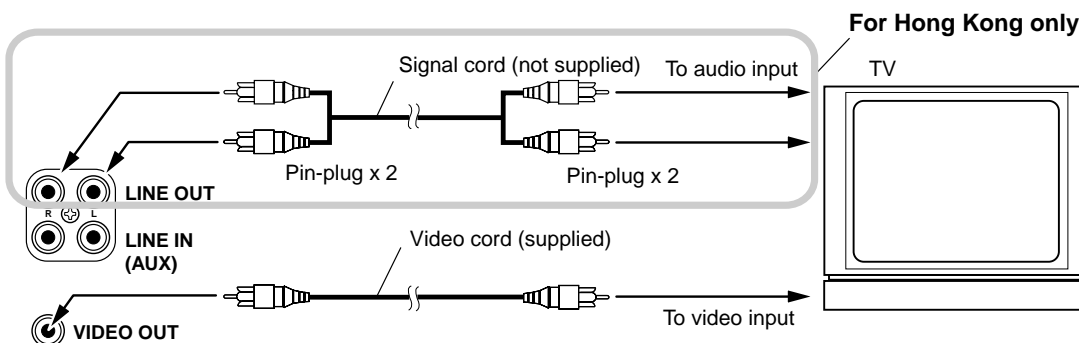 For Hong Kong only
Signal cord (not supplied)
To audio input
TV
Pin-plug x 2
Pin-plug x 2
LINE OUT
R L
LINE IN
(AUX)
Video cord (supplied)
To video input
VIDEO OUT